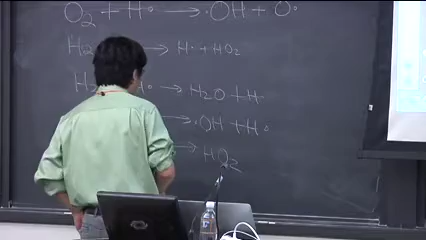 O₂ + H· → ·OH + O·
H₂ → H· + HO₂
H₂ H· → H₂O + H·
→ ·OH + H·
→ HO₂